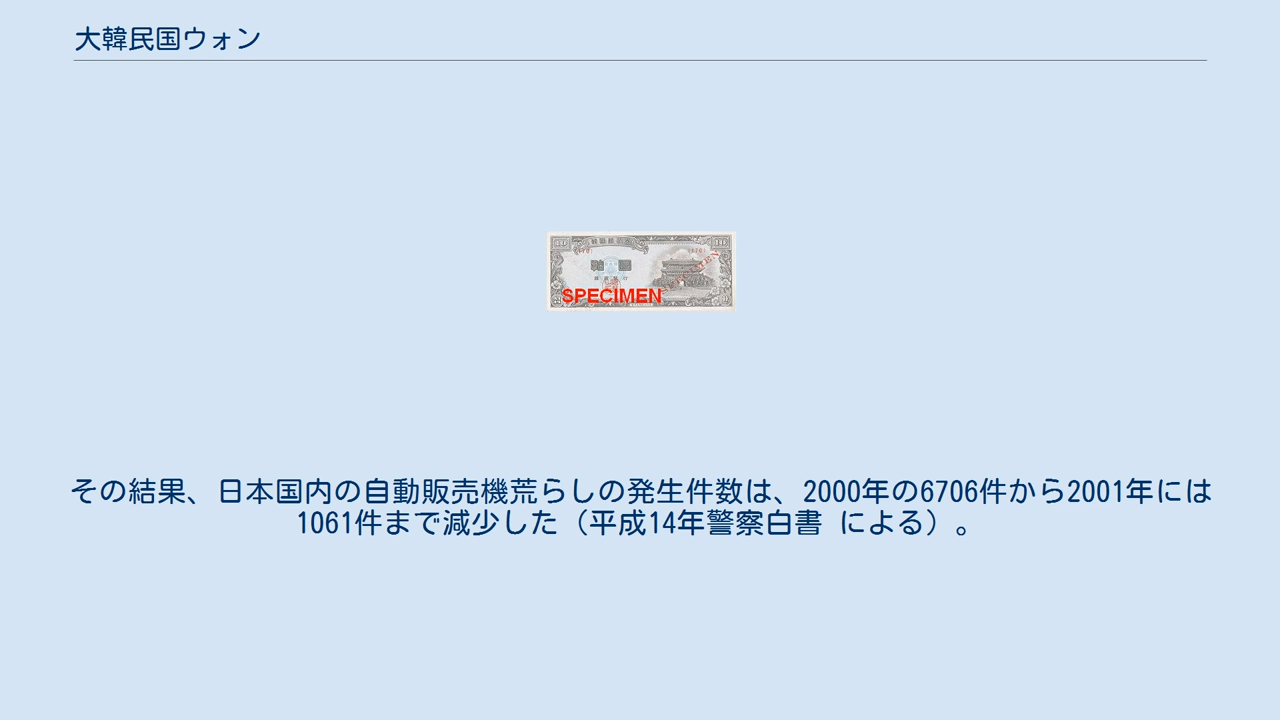 大韓民国ウォン
SPECIMEN
その結果、日本国内の自動販売機荒らしの発生件数は、2000年の6706件から2001年には
1061件まで減少した（平成14年警察白書 による）。